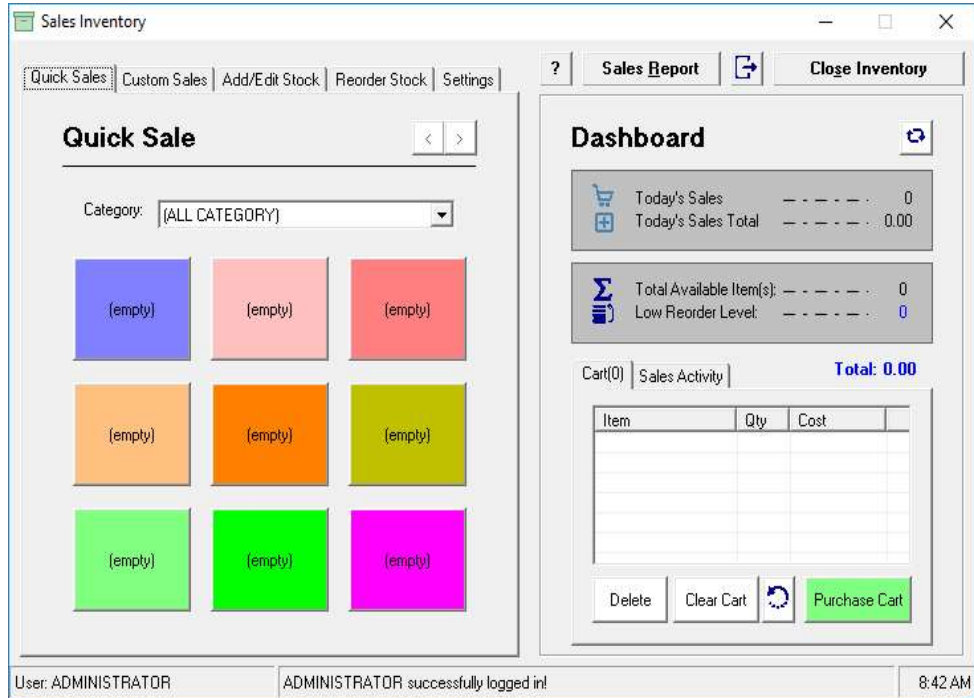 Sales Inventory
Quick Sales
Custom Sales
Add/Edit Stock
Reorder Stock
Settings
?
Sales Report
Close Inventory
Quick Sale
< >
Category: (ALL CATEGORY)
(empty) (empty) (empty)
(empty) (empty) (empty)
(empty) (empty) (empty)
Dashboard
Today's Sales 0
Today's Sales Total 0.00
Total Available Item(s): 0
Low Reorder Level: 0
Cart(0) Sales Activity Total: 0.00
Item Qty Cost
Delete Clear Cart Purchase Cart
User: ADMINISTRATOR ADMINISTRATOR successfully logged in! 8:42 AM